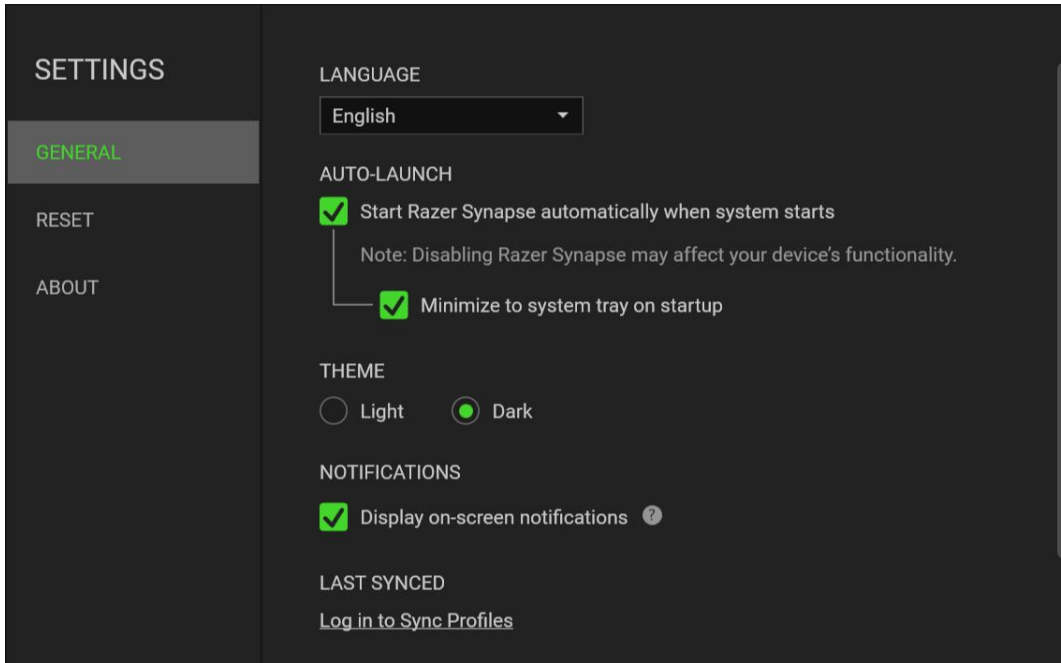 SETTINGS
GENERAL
RESET
ABOUT
LANGUAGE
English
AUTO-LAUNCH
Start Razer Synapse automatically when system starts
Note: Disabling Razer Synapse may affect your device’s functionality.
Minimize to system tray on startup
THEME
Light Dark
NOTIFICATIONS
Display on-screen notifications ?
LAST SYNCED
Log in to Sync Profiles